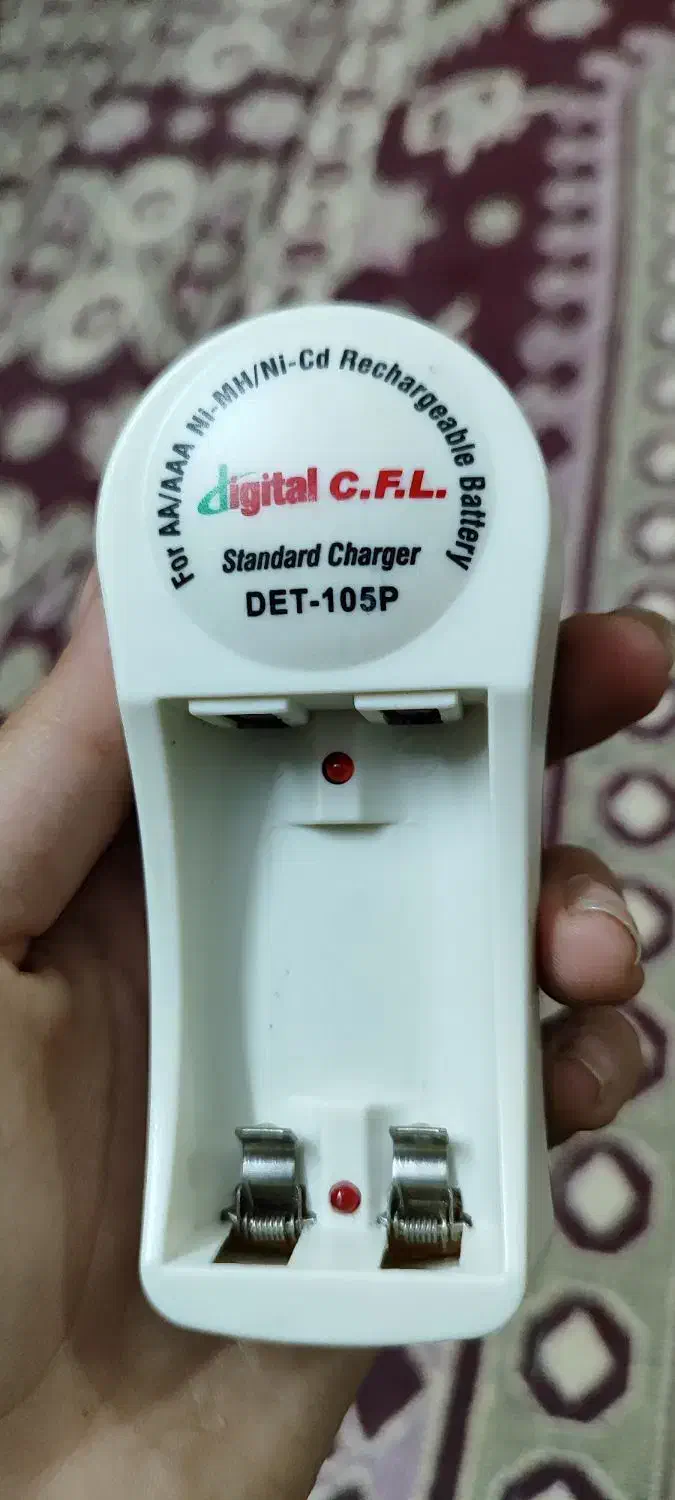 For AA/AAA Ni-MH/Ni-Cd Rechargeable Battery
digital C.F.L.
Standard Charger
DET-105P